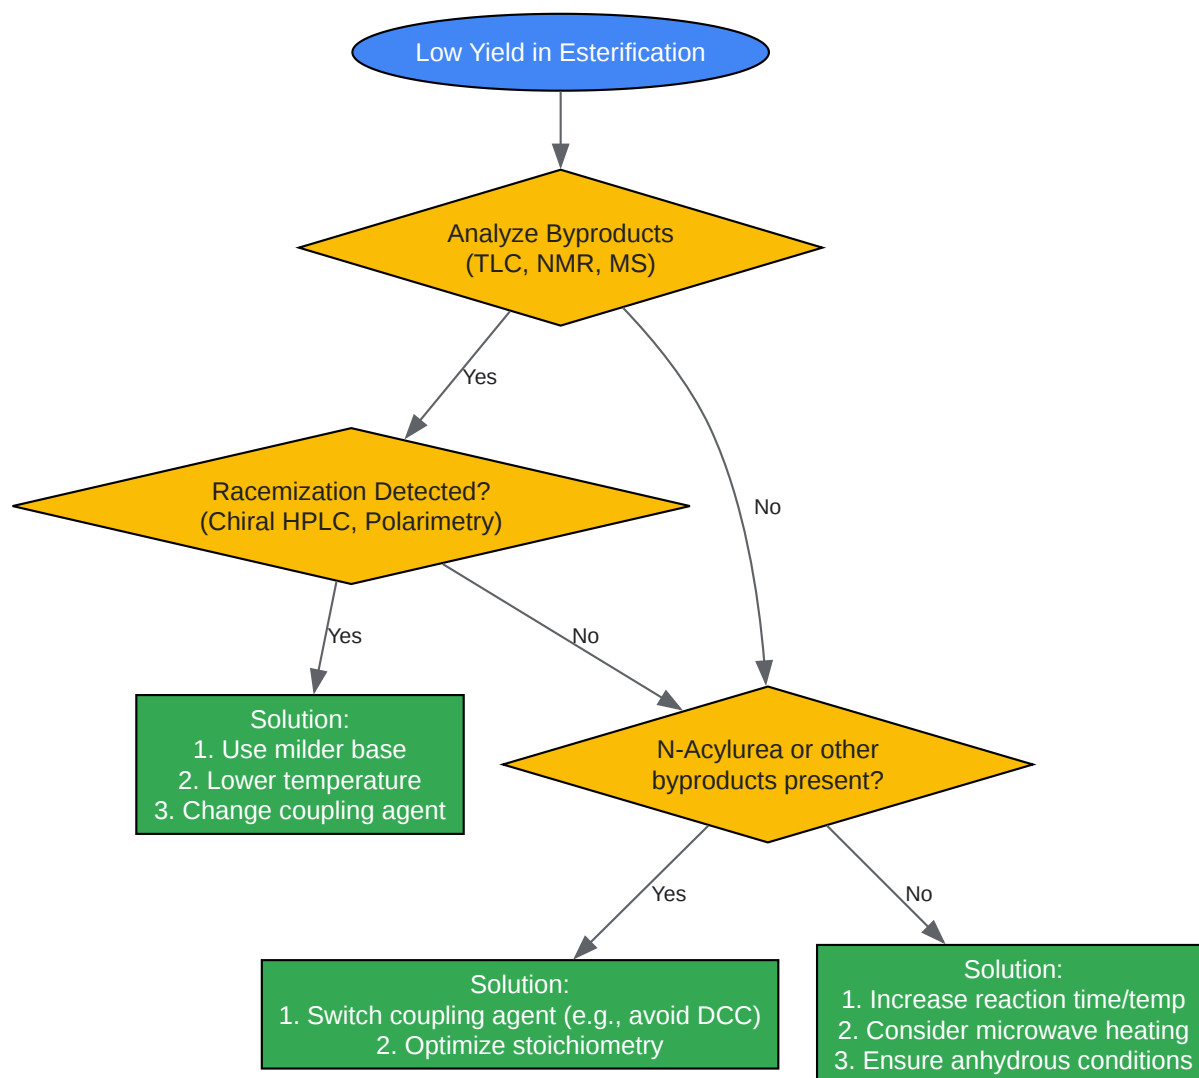 Low Yield in Esterification
Analyze Byproducts
(TLC, NMR, MS)
Yes
No
Racemization Detected?
(Chiral HPLC, Polarimetry)
Yes
No
Solution:
1. Use milder base
2. Lower temperature
3. Change coupling agent
N-Acylurea or other
byproducts present?
Yes
No
Solution:
1. Switch coupling agent (e.g., avoid DCC)
2. Optimize stoichiometry
Solution:
1. Increase reaction time/temp
2. Consider microwave heating
3. Ensure anhydrous conditions